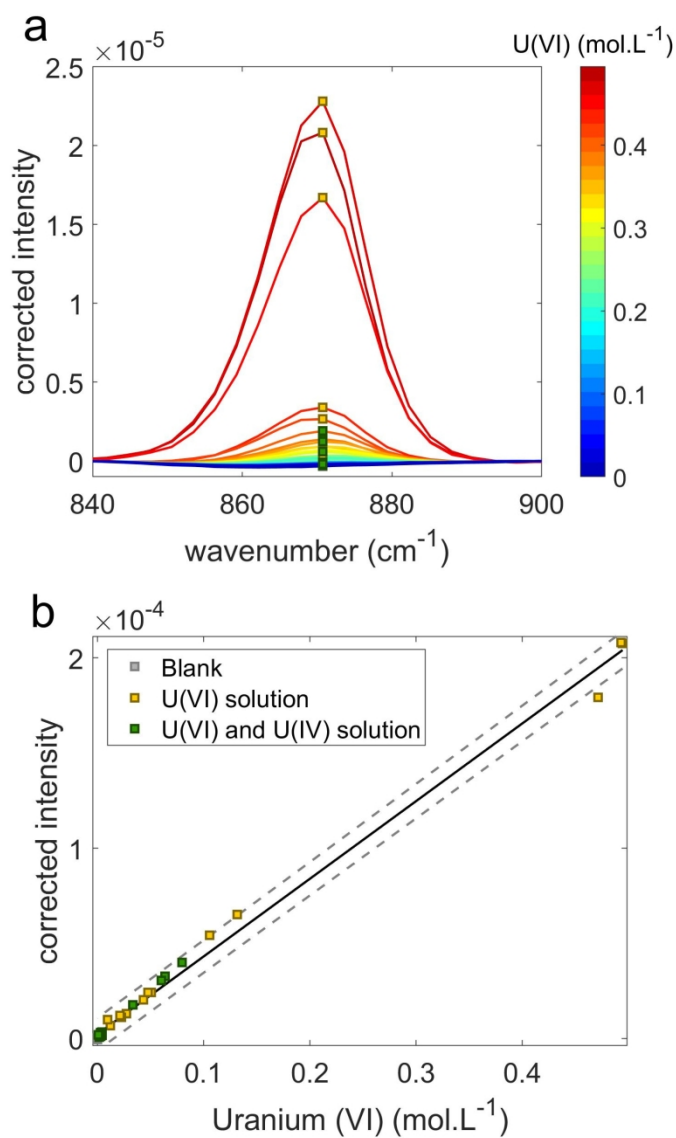 a
×10⁻⁵
U(VI) (mol.L⁻¹)
2.5
2
1.5
1
0.5
0
corrected intensity
840
860
880
900
wavenumber (cm⁻¹)
0.4
0.3
0.2
0.1
0
b
×10⁻⁴
Blank
U(VI) solution
U(VI) and U(IV) solution
2
1
0
corrected intensity
0
0.1
0.2
0.3
0.4
Uranium (VI) (mol.L⁻¹)